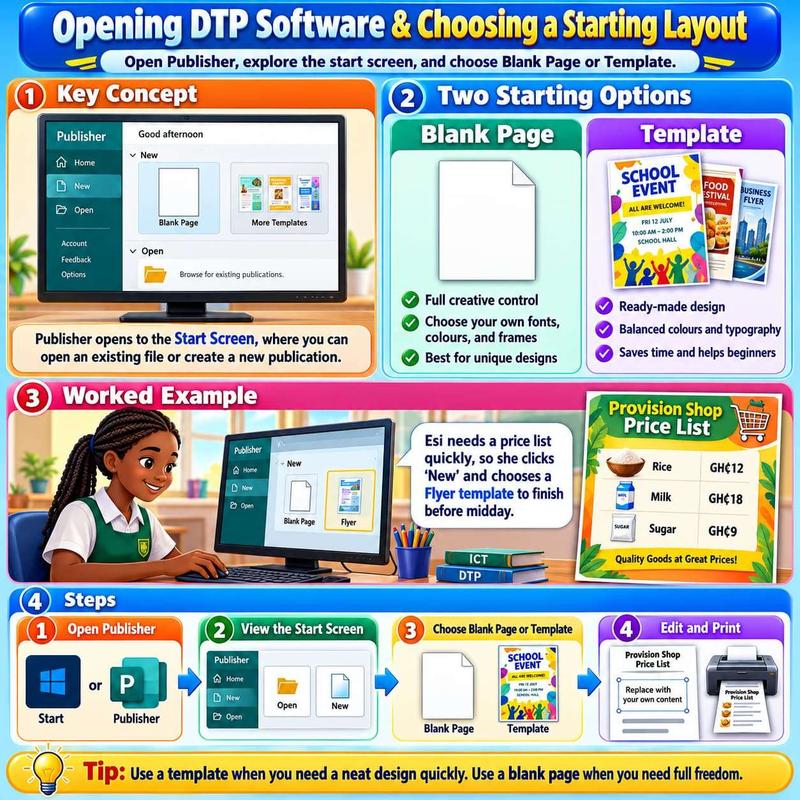 Opening DTP Software & Choosing a Starting Layout
Open Publisher, explore the start screen, and choose Blank Page or Template.
1 Key Concept
Publisher
Home
New
Open
Account
Feedback
Options
Good afternoon
New
Blank Page
More Templates
Open
Browse for existing publications.
Publisher opens to the Start Screen, where you can
open an existing file or create a new publication.
2 Two Starting Options
Blank Page
Full creative control
Choose your own fonts,
colours, and frames
Best for unique designs
Template
SCHOOL
EVENT
ALL ARE WELCOME!
FRI 12 JULY
10:00 AM – 2:00 PM
SCHOOL HALL
FOOD
BUSINESS
FLYER
Ready-made design
Balanced colours and typography
Saves time and helps beginners
3 Worked Example
Publisher
Home
New
Open
New
Blank Page
Flyer
Esi needs a price list
quickly, so she clicks
‘New’ and chooses a
Flyer template to finish
before midday.
ICT
DTP
Provision Shop
Price List
Rice GH₵12
Milk GH₵18
SUGAR
Sugar GH₵9
Quality Goods at Great Prices!
4 Steps
1 Open Publisher
Start
or
P
Publisher
2 View the Start Screen
Publisher
Home
New
Open
Open
New
3 Choose Blank Page or Template
Blank Page
SCHOOL
EVENT
ALL ARE WELCOME!
FRI 12 JULY
10:00 AM – 2:00 PM
SCHOOL HALL
Template
4 Edit and Print
Provision Shop
Price List
Replace with
your own content
Provision Shop
Price List
Tip: Use a template when you need a neat design quickly. Use a blank page when you need full freedom.